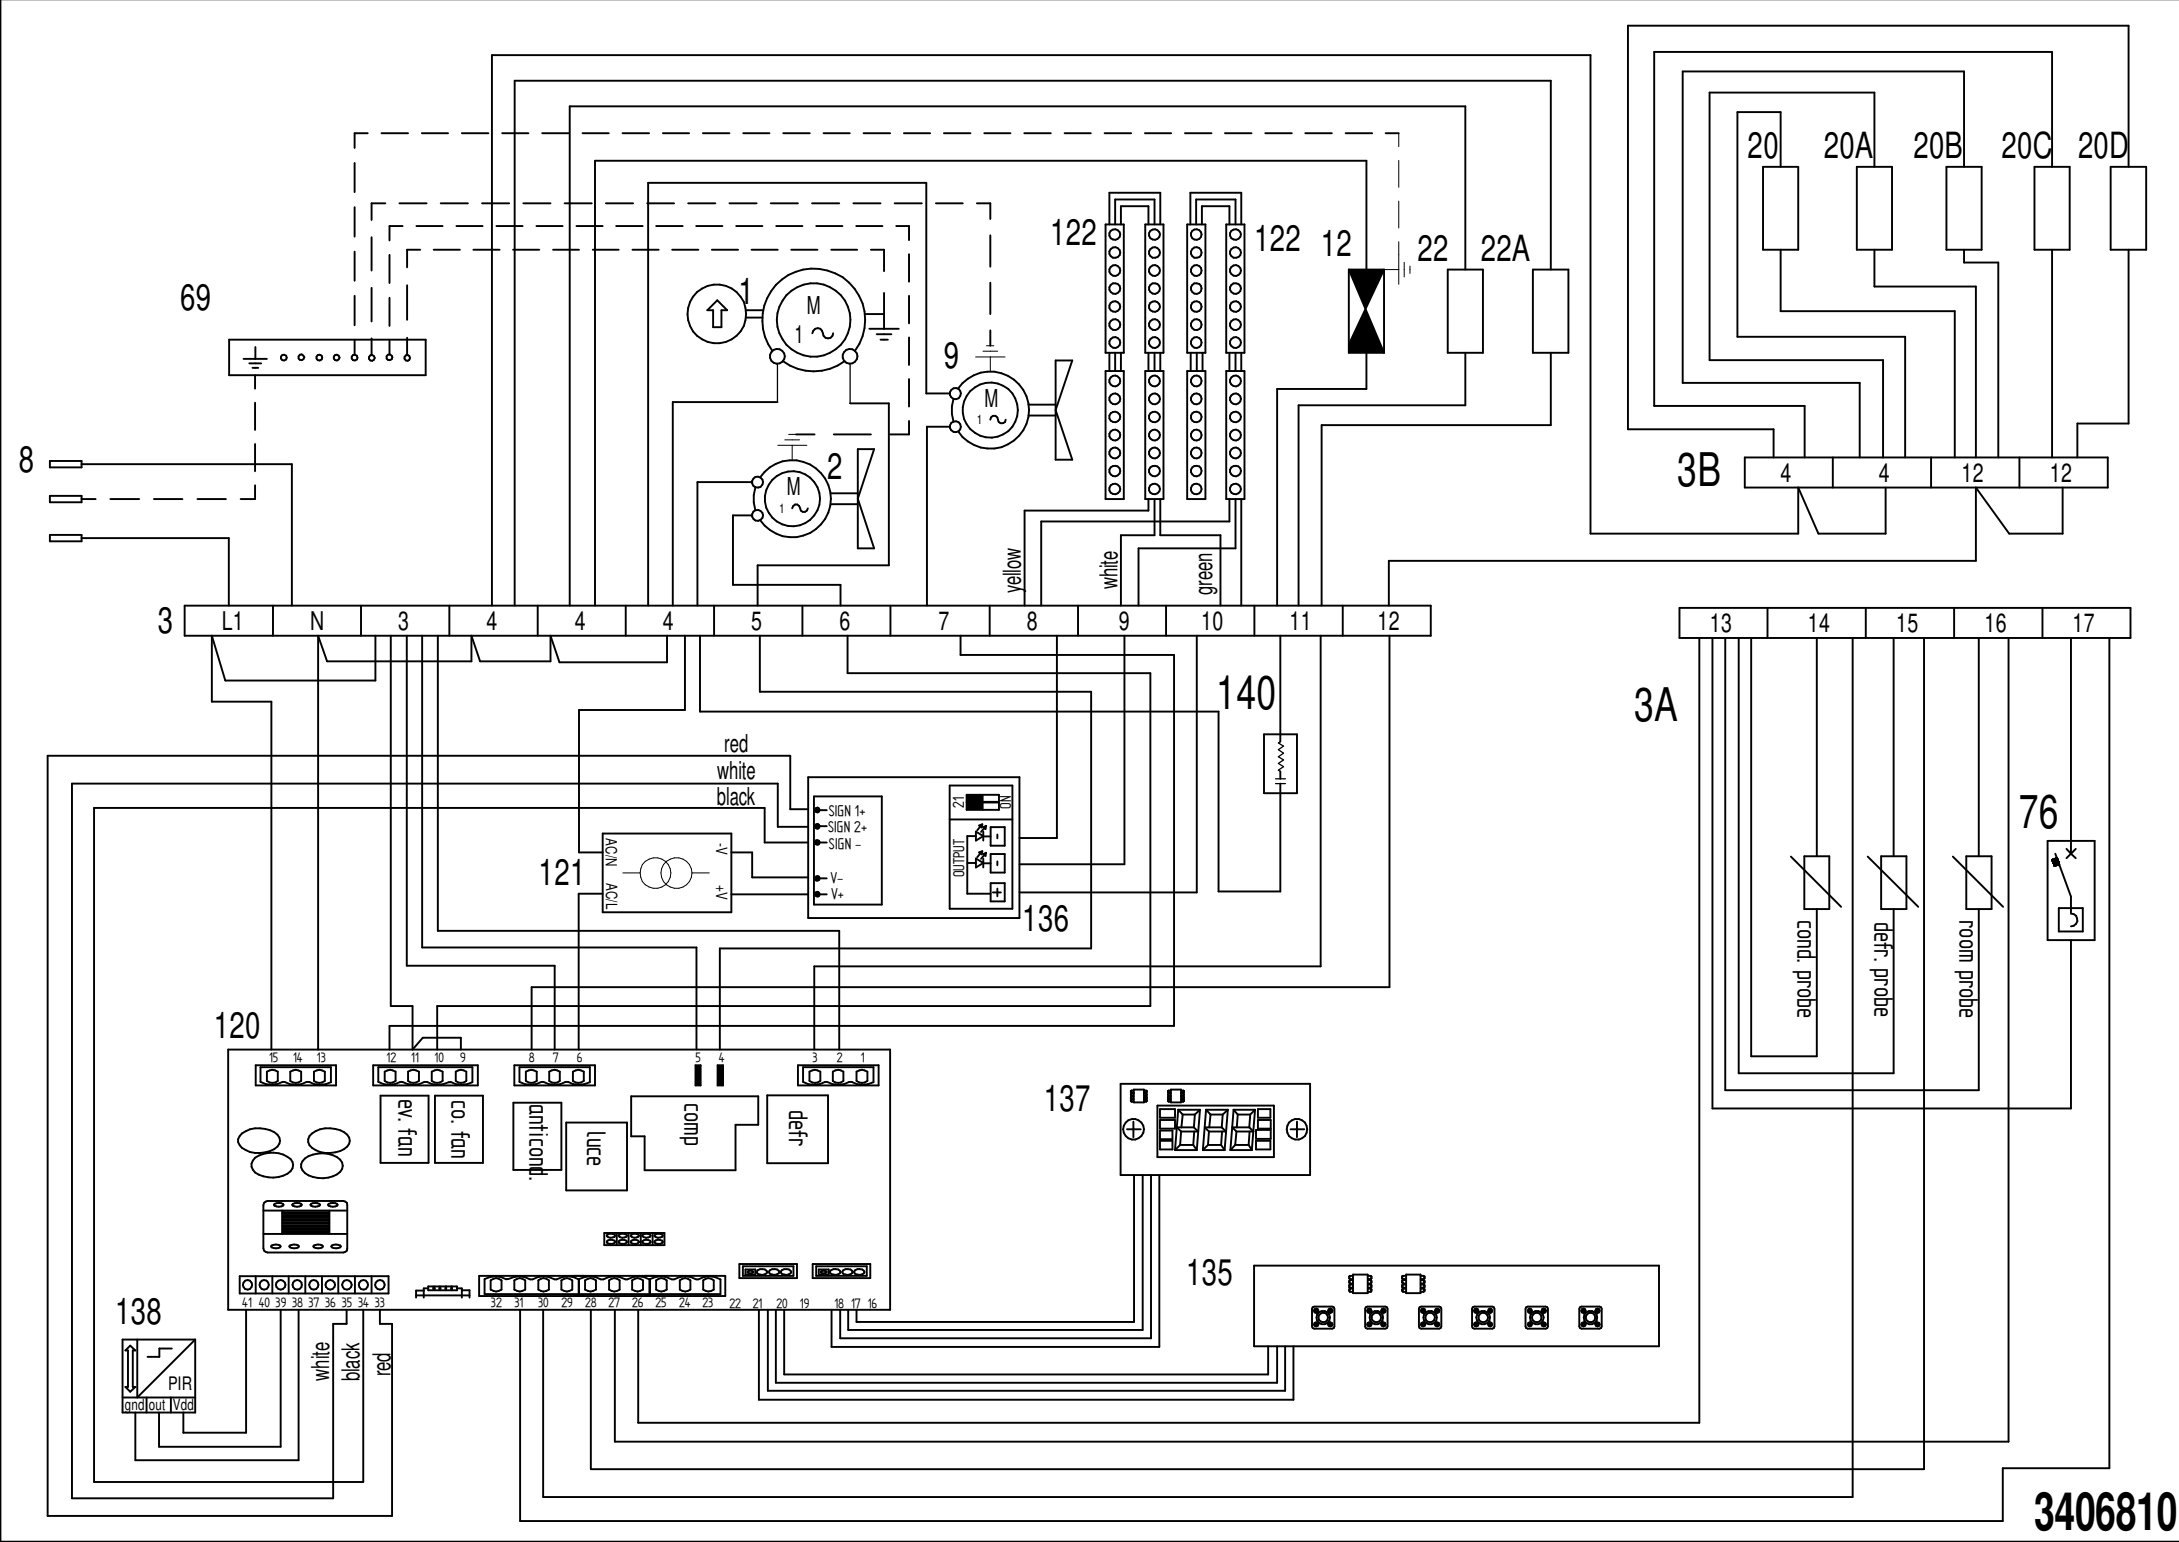 20 20A 20B 20C 20D
122 122 12 22 22A
69
1
M
1
9
M
1
8
2
M
1
3B 4 4 12 12
yellow white green
3 L1 N 3 4 4 4 5 6 7 8 9 10 11 12
13 14 15 16 17
3A
140
red
white
black
SIGN 1+
SIGN 2+
SIGN -
V-
V+
21 ON
OUTPUT
- - +
136
121 AC/N AC/L -V +V
76
cond. probe
defr. probe
room probe
120
15 14 13 12 11 10 9 8 7 6 5 4 3 2 1
ev. fan
co. fan
anticond.
luce
comp
defr
137
135
41 40 39 38 37 36 35 34 33 32 31 30 29 28 27 26 25 24 23 22 21 20 19 18 17 16
138
PIR
gnd out Vdd
white black red
3406810